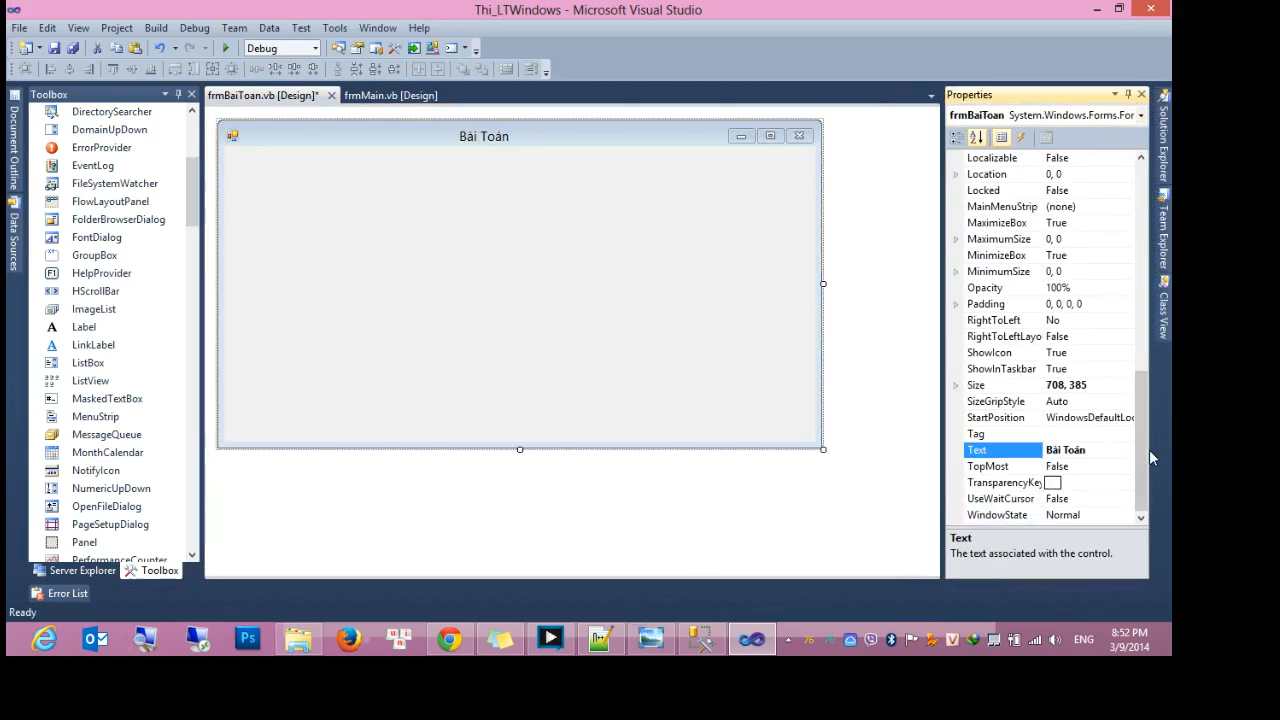 Thi_LTWindows - Microsoft Visual Studio
File Edit View Project Build Debug Team Data Test Tools Window Help
Debug
Toolbox
frmBaiToan.vb [Design]*
frmMain.vb [Design]
Document Outline
Data Sources
DirectorySearcher
DomainUpDown
ErrorProvider
EventLog
FileSystemWatcher
FlowLayoutPanel
FolderBrowserDialog
FontDialog
GroupBox
HelpProvider
HScrollBar
ImageList
Label
LinkLabel
ListBox
ListView
MaskedTextBox
MenuStrip
MessageQueue
MonthCalendar
NotifyIcon
NumericUpDown
OpenFileDialog
PageSetupDialog
Panel
PerformanceCounter
Server Explorer
Toolbox
Bài Toán
Properties
frmBaiToan System.Windows.Forms.For
Localizable False
Location 0, 0
Locked False
MainMenuStrip (none)
MaximizeBox True
MaximumSize 0, 0
MinimizeBox True
MinimumSize 0, 0
Opacity 100%
Padding 0, 0, 0, 0
RightToLeft No
RightToLeftLayo False
ShowIcon True
ShowInTaskbar True
Size 708, 385
SizeGripStyle Auto
StartPosition WindowsDefaultLoc
Tag
Text Bài Toán
TopMost False
TransparencyKey
UseWaitCursor False
WindowState Normal
Text
The text associated with the control.
Solution Explorer
Team Explorer
Class View
Error List
Ready
ENG
8:52 PM
3/9/2014